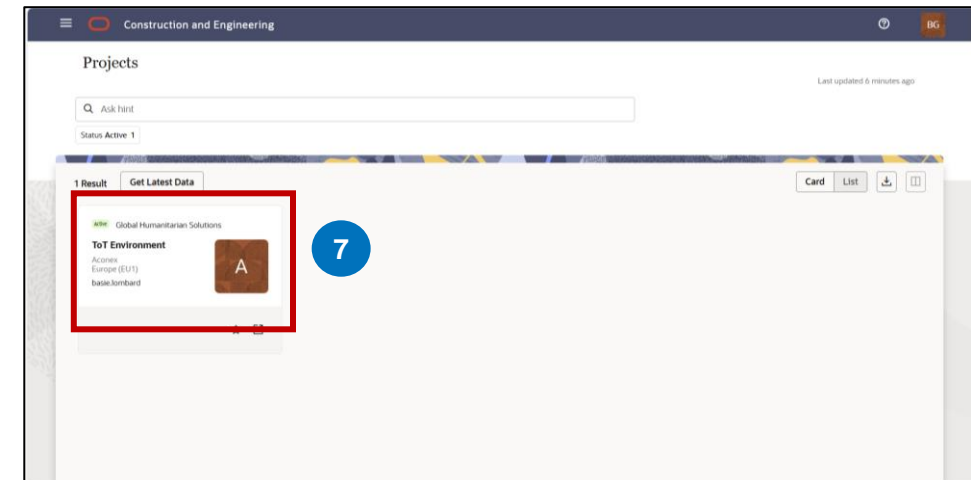 Construction and Engineering
BG
Projects
Last updated 6 minutes ago
Ask hint
Status Active 1
1 Result Get Latest Data Card List
Active Global Humanitarian Solutions
ToT Environment
Aconex
Europe (EU1)
basie.lombard
A
7